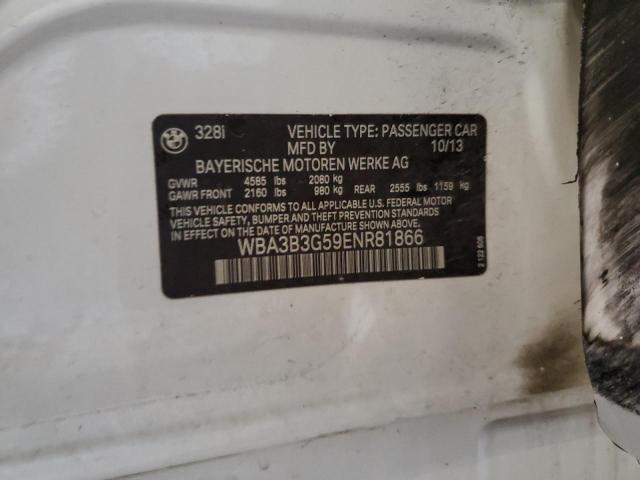 328i VEHICLE TYPE: PASSENGER CAR
MFD BY 10/13
BAYERISCHE MOTOREN WERKE AG
GVWR 4585 lbs 2080 kg
GAWR FRONT 2160 lbs 980 kg REAR 2555 lbs 1159 kg
THIS VEHICLE CONFORMS TO ALL APPLICABLE U.S. FEDERAL MOTOR
VEHICLE SAFETY, BUMPER, AND THEFT PREVENTION STANDARDS
IN EFFECT ON THE DATE OF MANUFACTURE SHOWN ABOVE.
WBA3B3G59ENR81866